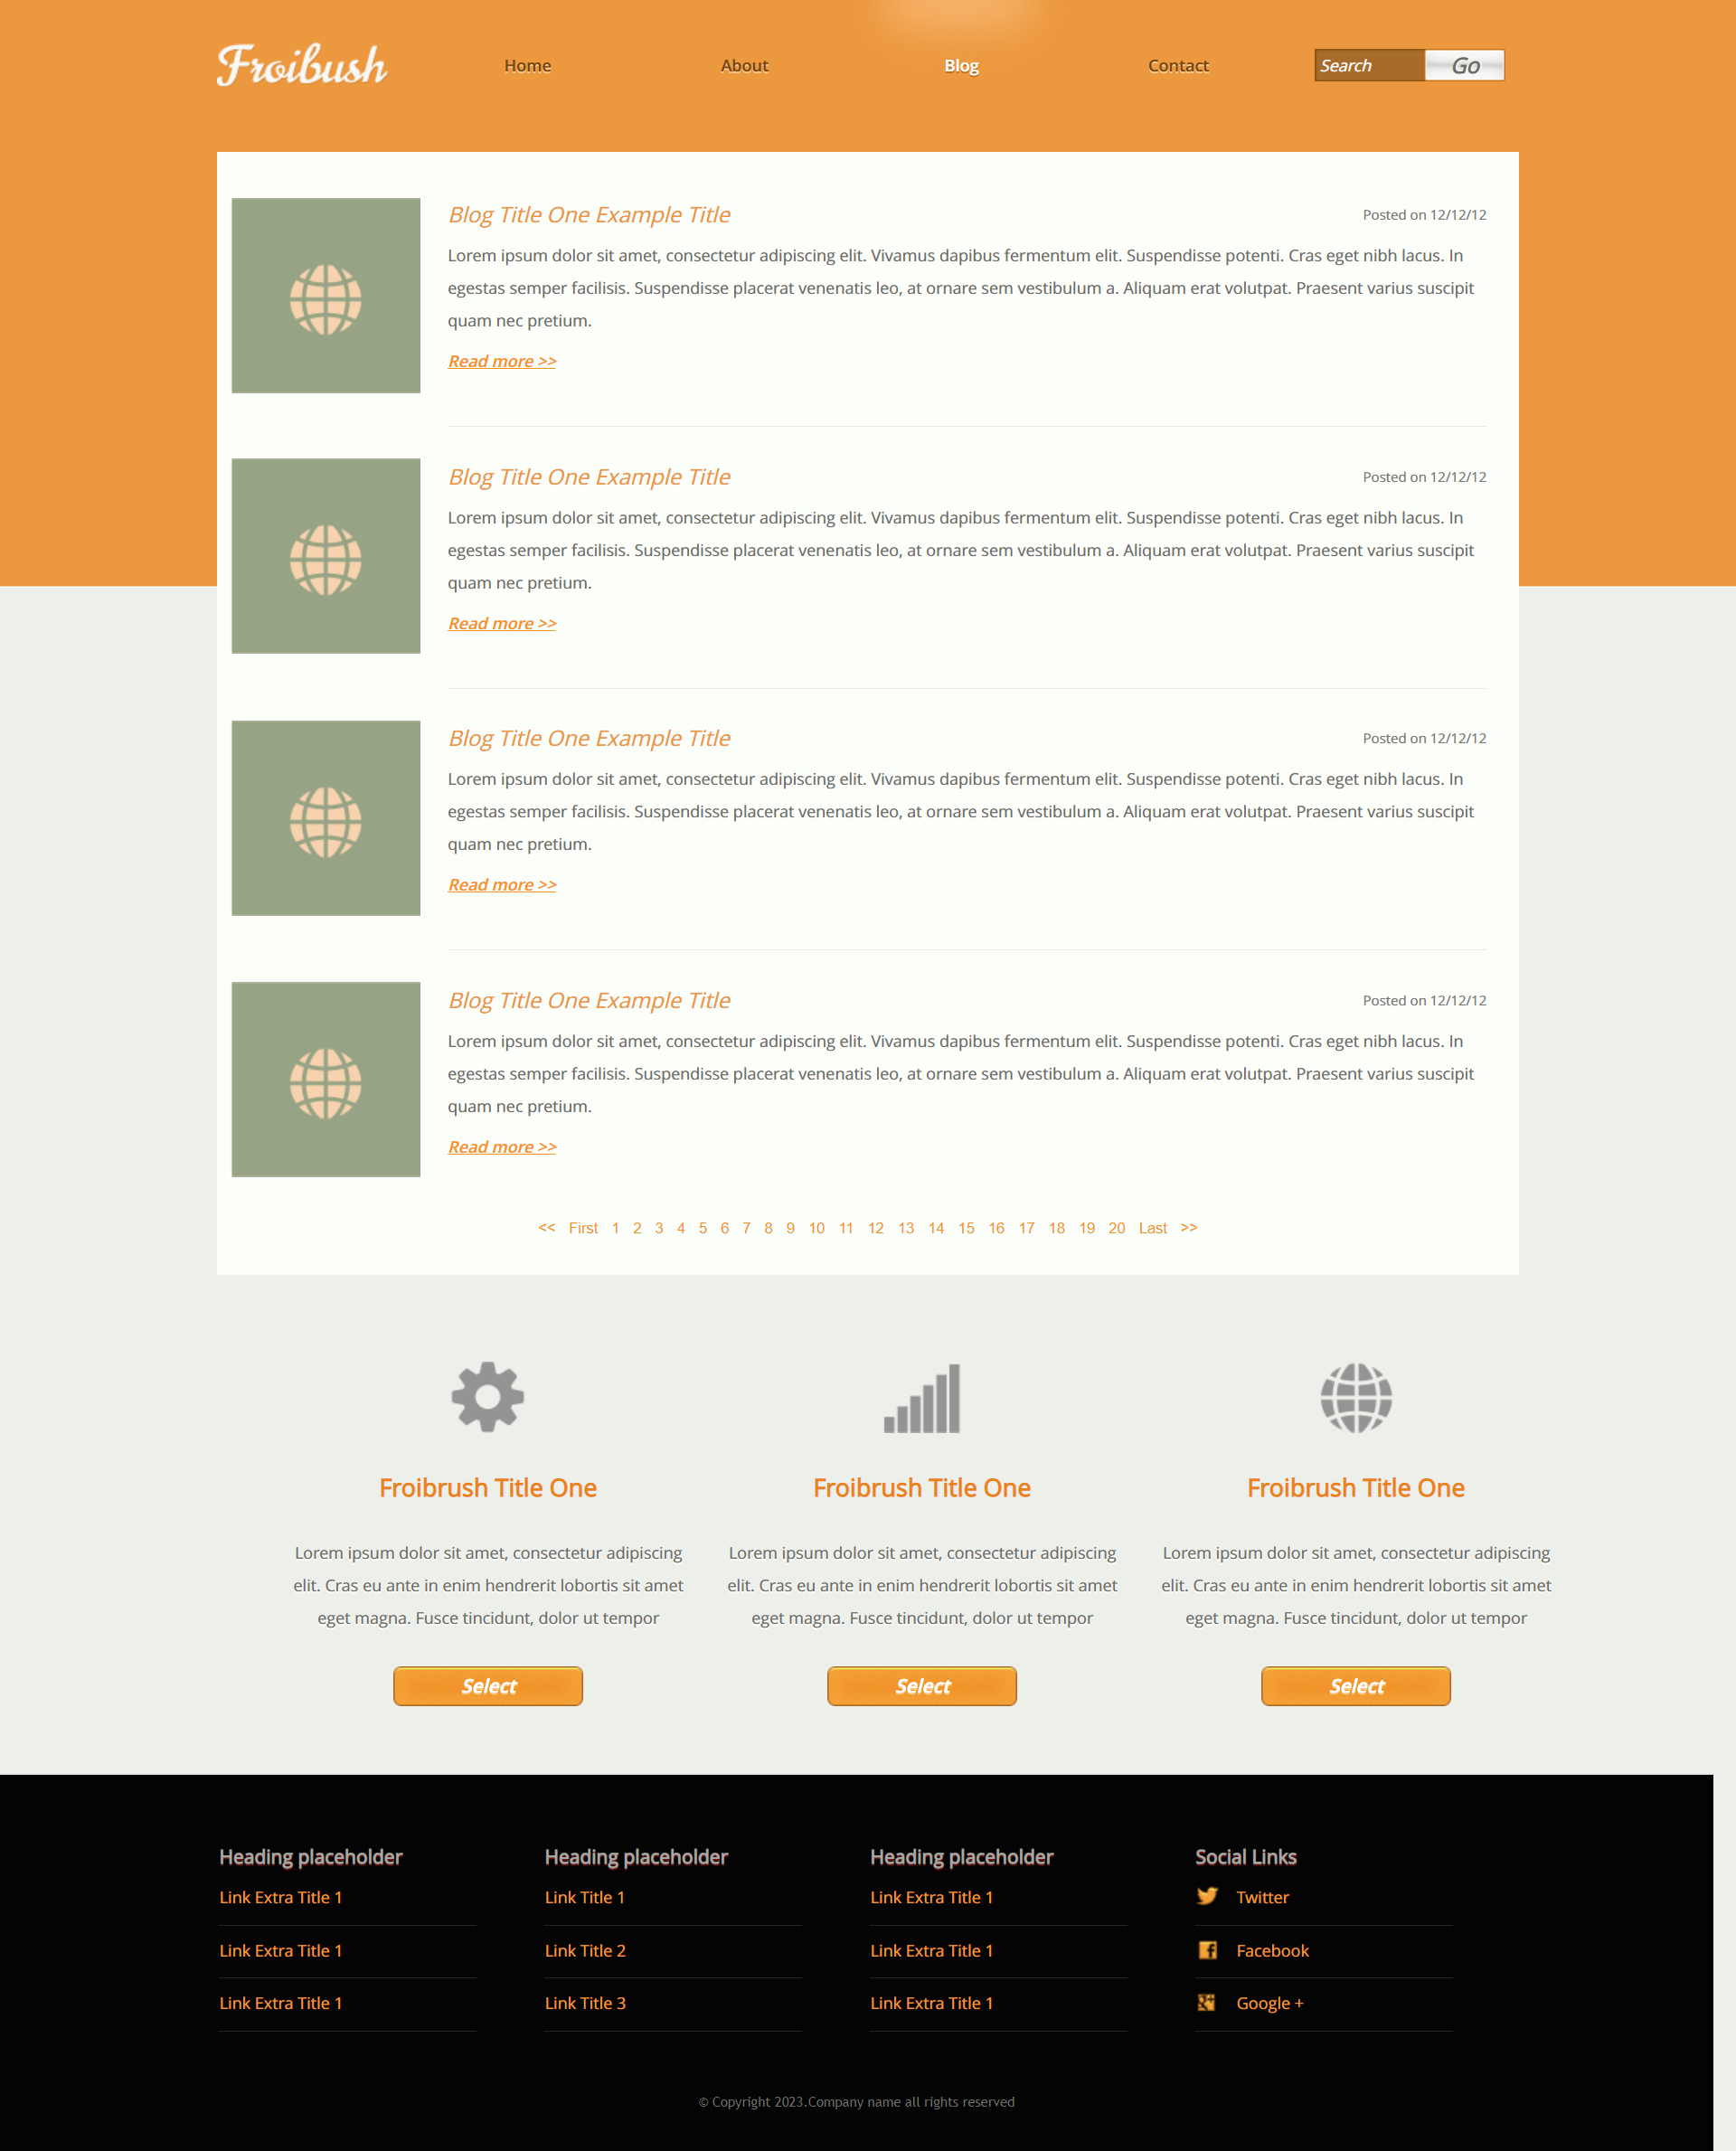 Froibush
Home
About
Blog
Contact
Search
Go
Blog Title One Example Title
Posted on 12/12/12
Lorem ipsum dolor sit amet, consectetur adipiscing elit. Vivamus dapibus fermentum elit. Suspendisse potenti. Cras eget nibh lacus. In
egestas semper facilisis. Suspendisse placerat venenatis leo, at ornare sem vestibulum a. Aliquam erat volutpat. Praesent varius suscipit
quam nec pretium.
Read more >>
Blog Title One Example Title
Posted on 12/12/12
Lorem ipsum dolor sit amet, consectetur adipiscing elit. Vivamus dapibus fermentum elit. Suspendisse potenti. Cras eget nibh lacus. In
egestas semper facilisis. Suspendisse placerat venenatis leo, at ornare sem vestibulum a. Aliquam erat volutpat. Praesent varius suscipit
quam nec pretium.
Read more >>
Blog Title One Example Title
Posted on 12/12/12
Lorem ipsum dolor sit amet, consectetur adipiscing elit. Vivamus dapibus fermentum elit. Suspendisse potenti. Cras eget nibh lacus. In
egestas semper facilisis. Suspendisse placerat venenatis leo, at ornare sem vestibulum a. Aliquam erat volutpat. Praesent varius suscipit
quam nec pretium.
Read more >>
Blog Title One Example Title
Posted on 12/12/12
Lorem ipsum dolor sit amet, consectetur adipiscing elit. Vivamus dapibus fermentum elit. Suspendisse potenti. Cras eget nibh lacus. In
egestas semper facilisis. Suspendisse placerat venenatis leo, at ornare sem vestibulum a. Aliquam erat volutpat. Praesent varius suscipit
quam nec pretium.
Read more >>
<< First 1 2 3 4 5 6 7 8 9 10 11 12 13 14 15 16 17 18 19 20 Last >>
Froibrush Title One
Lorem ipsum dolor sit amet, consectetur adipiscing
elit. Cras eu ante in enim hendrerit lobortis sit amet
eget magna. Fusce tincidunt, dolor ut tempor
Select
Froibrush Title One
Lorem ipsum dolor sit amet, consectetur adipiscing
elit. Cras eu ante in enim hendrerit lobortis sit amet
eget magna. Fusce tincidunt, dolor ut tempor
Select
Froibrush Title One
Lorem ipsum dolor sit amet, consectetur adipiscing
elit. Cras eu ante in enim hendrerit lobortis sit amet
eget magna. Fusce tincidunt, dolor ut tempor
Select
Heading placeholder
Link Extra Title 1
Link Extra Title 1
Link Extra Title 1
Heading placeholder
Link Title 1
Link Title 2
Link Title 3
Heading placeholder
Link Extra Title 1
Link Extra Title 1
Link Extra Title 1
Social Links
Twitter
Facebook
Google +
© Copyright 2023.Company name all rights reserved